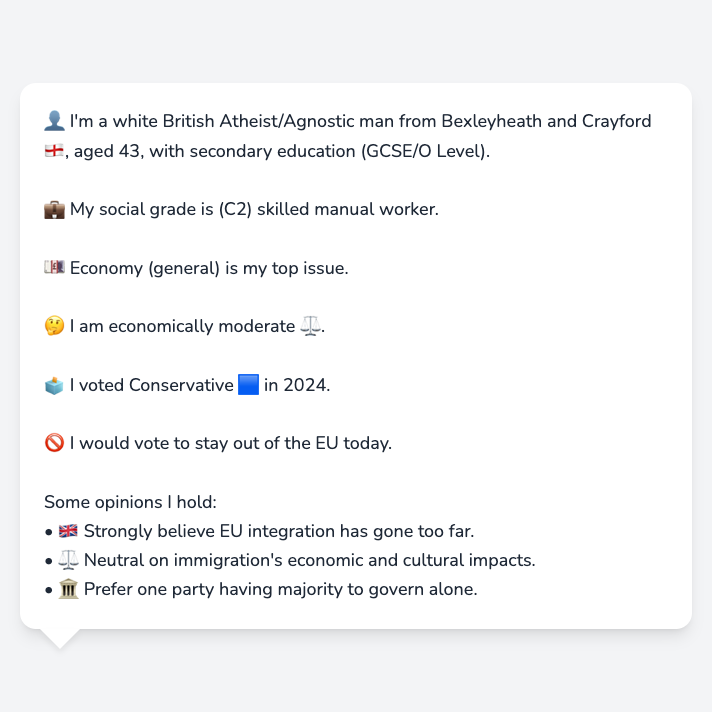 👤 I'm a white British Atheist/Agnostic man from Bexleyheath and Crayford
🏴󠁧󠁢󠁥󠁮󠁧󠁿, aged 43, with secondary education (GCSE/O Level).
💼 My social grade is (C2) skilled manual worker.
💷 Economy (general) is my top issue.
🤔 I am economically moderate ⚖️.
🗳️ I voted Conservative 🟦 in 2024.
🚫 I would vote to stay out of the EU today.
Some opinions I hold:
• 🇬🇧 Strongly believe EU integration has gone too far.
• ⚖️ Neutral on immigration's economic and cultural impacts.
• 🏛️ Prefer one party having majority to govern alone.